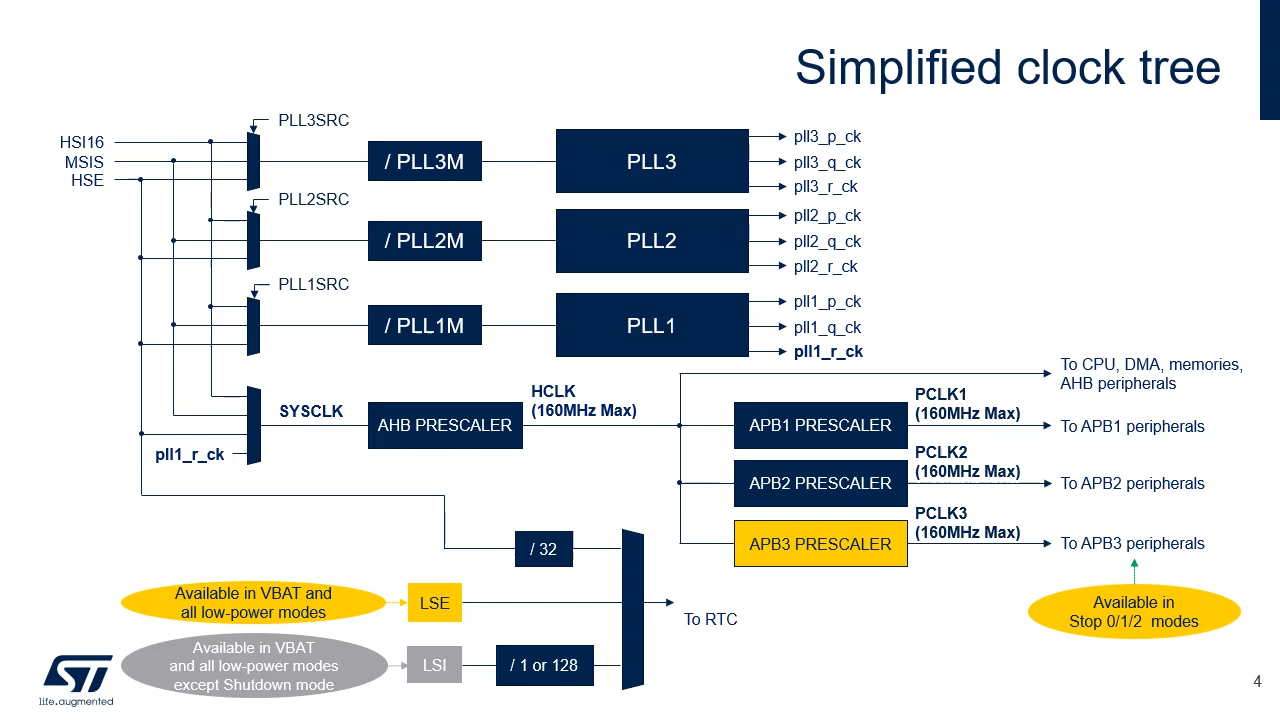 Simplified clock tree
PLL3SRC
HSI16
MSIS
HSE
/ PLL3M
PLL3
pll3_p_ck
pll3_q_ck
pll3_r_ck
PLL2SRC
/ PLL2M
PLL2
pll2_p_ck
pll2_q_ck
pll2_r_ck
PLL1SRC
/ PLL1M
PLL1
pll1_p_ck
pll1_q_ck
pll1_r_ck
To CPU, DMA, memories,
AHB peripherals
SYSCLK
pll1_r_ck
AHB PRESCALER
HCLK
(160MHz Max)
APB1 PRESCALER
PCLK1
(160MHz Max)
To APB1 peripherals
APB2 PRESCALER
PCLK2
(160MHz Max)
To APB2 peripherals
APB3 PRESCALER
PCLK3
(160MHz Max)
To APB3 peripherals
/ 32
Available in VBAT and
all low-power modes
LSE
To RTC
Available in
Stop 0/1/2 modes
Available in VBAT
and all low-power modes
except Shutdown mode
LSI
/ 1 or 128
ST
life.augmented
4